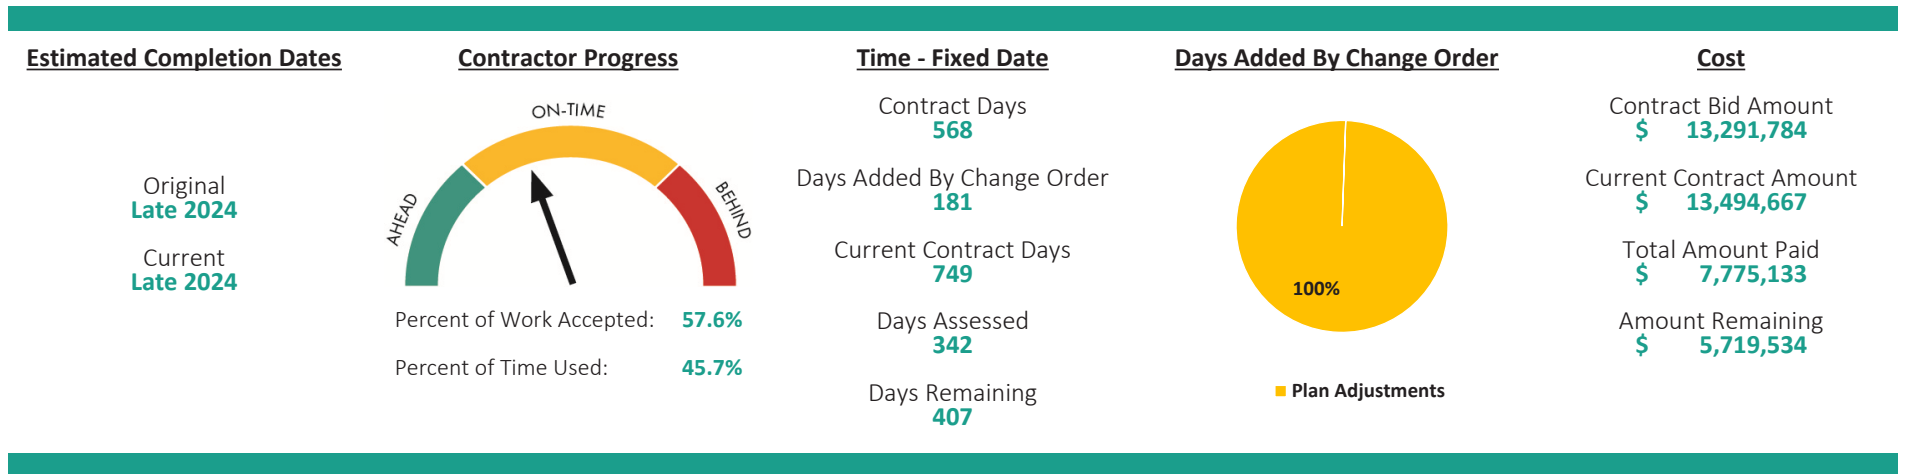 Estimated Completion Dates
Original
Late 2024
Current
Late 2024
Contractor Progress
ON-TIME
AHEAD
BEHIND
Percent of Work Accepted: 57.6%
Percent of Time Used: 45.7%
Time - Fixed Date
Contract Days
568
Days Added By Change Order
181
Current Contract Days
749
Days Assessed
342
Days Remaining
407
Days Added By Change Order
100%
Plan Adjustments
Cost
Contract Bid Amount
$ 13,291,784
Current Contract Amount
$ 13,494,667
Total Amount Paid
$ 7,775,133
Amount Remaining
$ 5,719,534